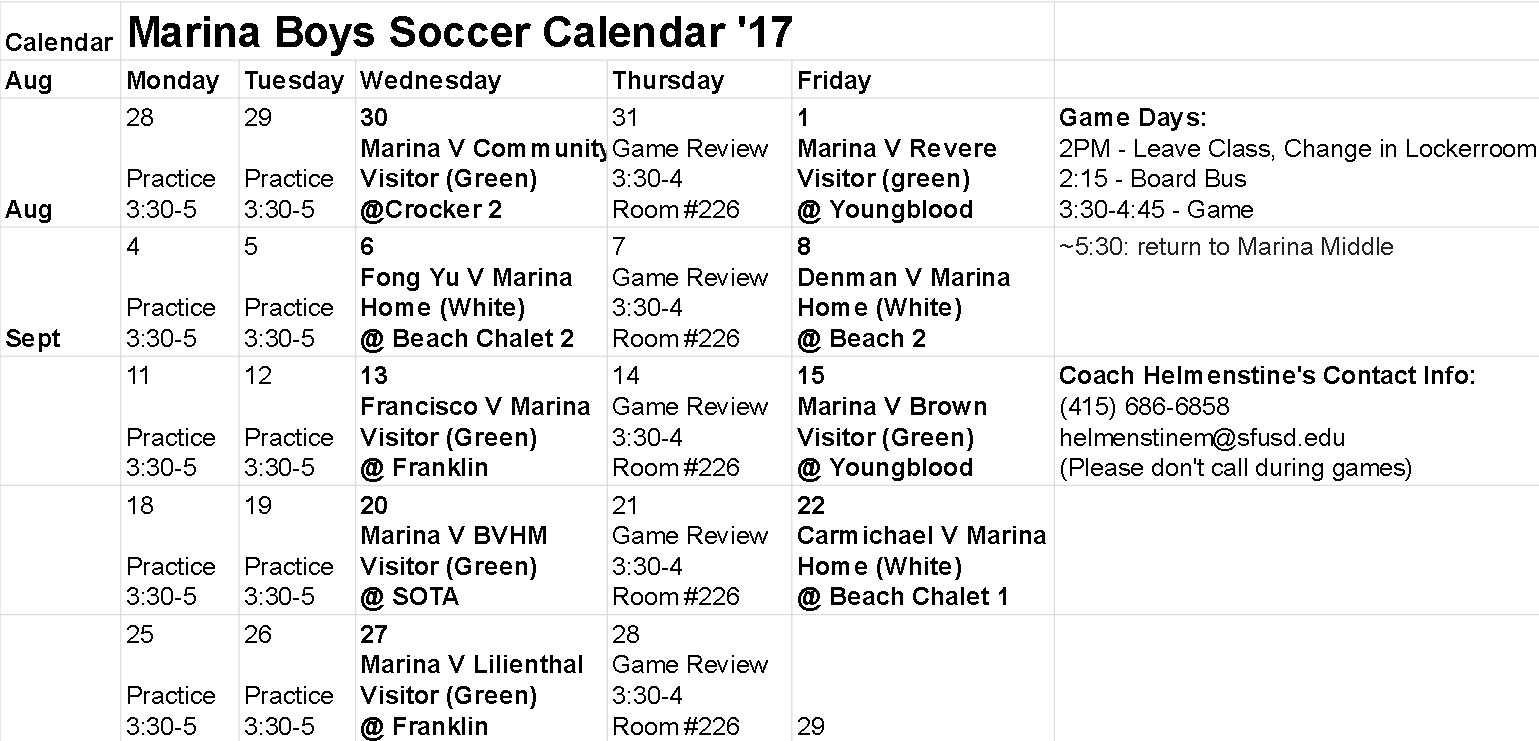 Calendar Marina Boys Soccer Calendar '17
Aug Monday Tuesday Wednesday Thursday Friday
28 29 30 31 1 Game Days:
Marina V Community Game Review Marina V Revere 2PM - Leave Class, Change in Lockerroom
Practice Practice Visitor (Green) 3:30-4 Visitor (green) 2:15 - Board Bus
Aug 3:30-5 3:30-5 @Crocker 2 Room #226 @ Youngblood 3:30-4:45 - Game
4 5 6 7 8 ~5:30: return to Marina Middle
Fong Yu V Marina Game Review Denman V Marina
Practice Practice Home (White) 3:30-4 Home (White)
Sept 3:30-5 3:30-5 @ Beach Chalet 2 Room #226 @ Beach 2
11 12 13 14 15 Coach Helmenstine's Contact Info:
Francisco V Marina Game Review Marina V Brown (415) 686-6858
Practice Practice Visitor (Green) 3:30-4 Visitor (Green) helmenstinem@sfusd.edu
3:30-5 3:30-5 @ Franklin Room #226 @ Youngblood (Please don't call during games)
18 19 20 21 22
Marina V BVHM Game Review Carmichael V Marina
Practice Practice Visitor (Green) 3:30-4 Home (White)
3:30-5 3:30-5 @ SOTA Room #226 @ Beach Chalet 1
25 26 27 28
Marina V Lilienthal Game Review
Practice Practice Visitor (Green) 3:30-4
3:30-5 3:30-5 @ Franklin Room #226 29